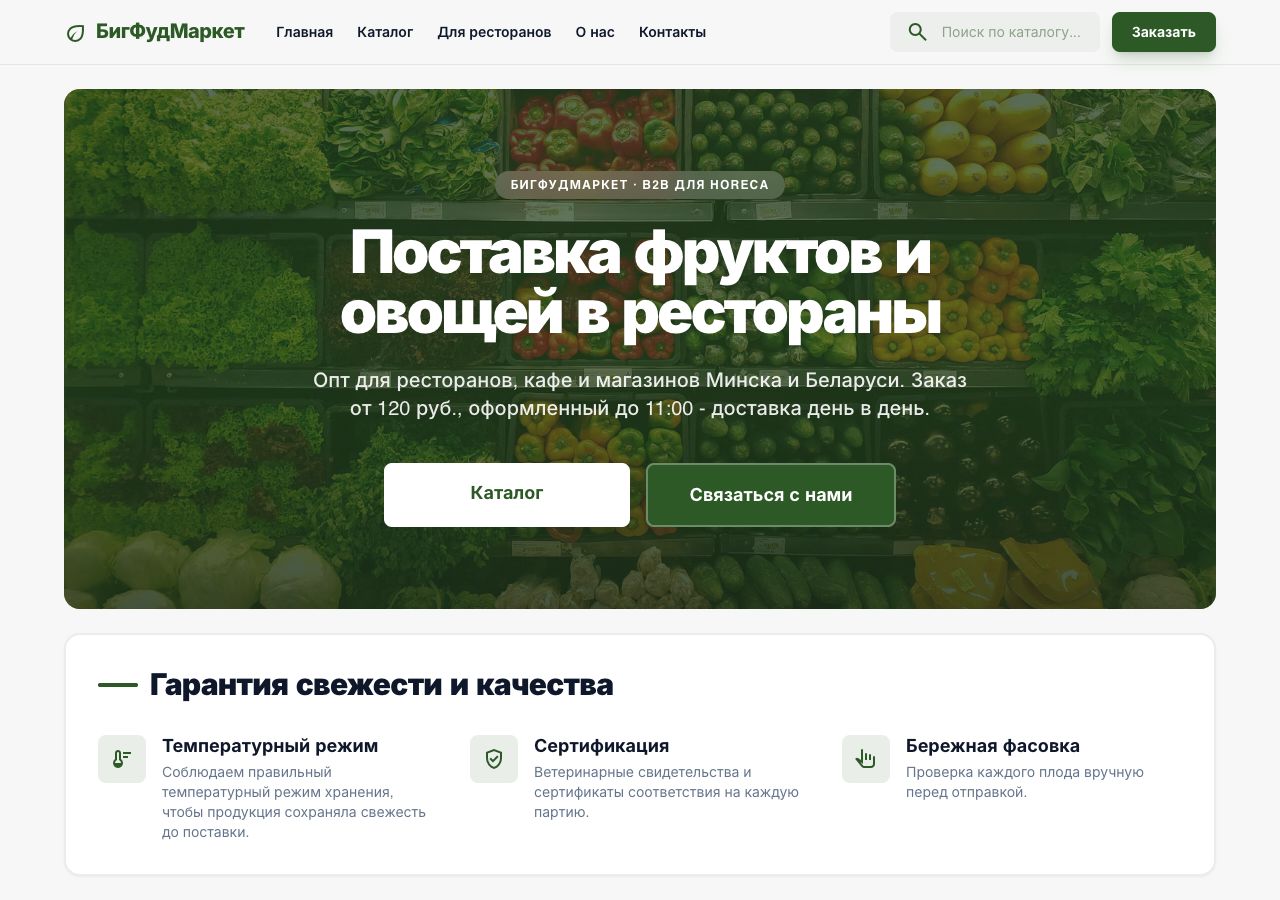 БигФудМаркет
Главная
Каталог
Для ресторанов
О нас
Контакты
Поиск по каталогу...
Заказать
БИГФУДМАРКЕТ · B2B ДЛЯ HORECA
Поставка фруктов и
овощей в рестораны
Опт для ресторанов, кафе и магазинов Минска и Беларуси. Заказ
от 120 руб., оформленный до 11:00 - доставка день в день.
Каталог
Связаться с нами
Гарантия свежести и качества
Температурный режим
Соблюдаем правильный
температурный режим хранения,
чтобы продукция сохраняла свежесть
до поставки.
Сертификация
Ветеринарные свидетельства и
сертификаты соответствия на каждую
партию.
Бережная фасовка
Проверка каждого плода вручную
перед отправкой.